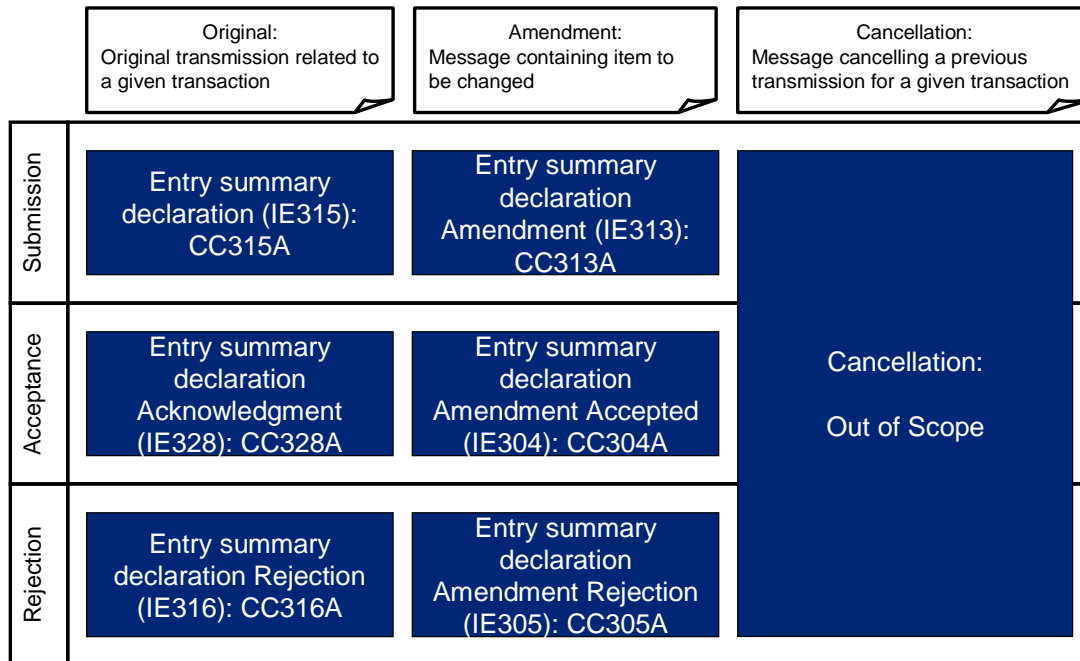 Original:
Original transmission related to
a given transaction
Amendment:
Message containing item to
be changed
Cancellation:
Message cancelling a previous
transmission for a given transaction
Submission
Entry summary
declaration (IE315):
CC315A
Entry summary
declaration
Amendment (IE313):
CC313A
Acceptance
Entry summary
declaration
Acknowledgment
(IE328): CC328A
Entry summary
declaration
Amendment Accepted
(IE304): CC304A
Cancellation:
Out of Scope
Rejection
Entry summary
declaration Rejection
(IE316): CC316A
Entry summary
declaration
Amendment Rejection
(IE305): CC305A